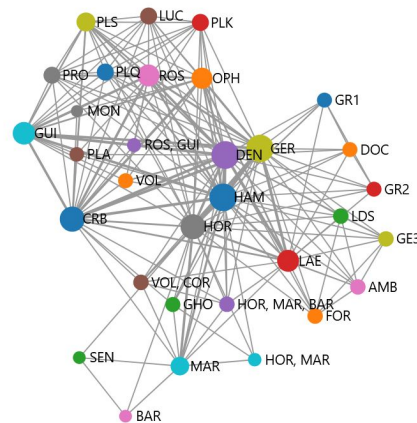 PLS
LUC
PLK
PRO
PLQ
ROS
OPH
MON
GUI
ROS, GUI
DEN
GER
GR1
PLA
DOC
VOL
HAM
GR2
CRB
HOR
LDS
GE3
LAE
VOL, COR
AMB
GHO
HOR, MAR, BAR
FOR
SEN
MAR
HOR, MAR
BAR